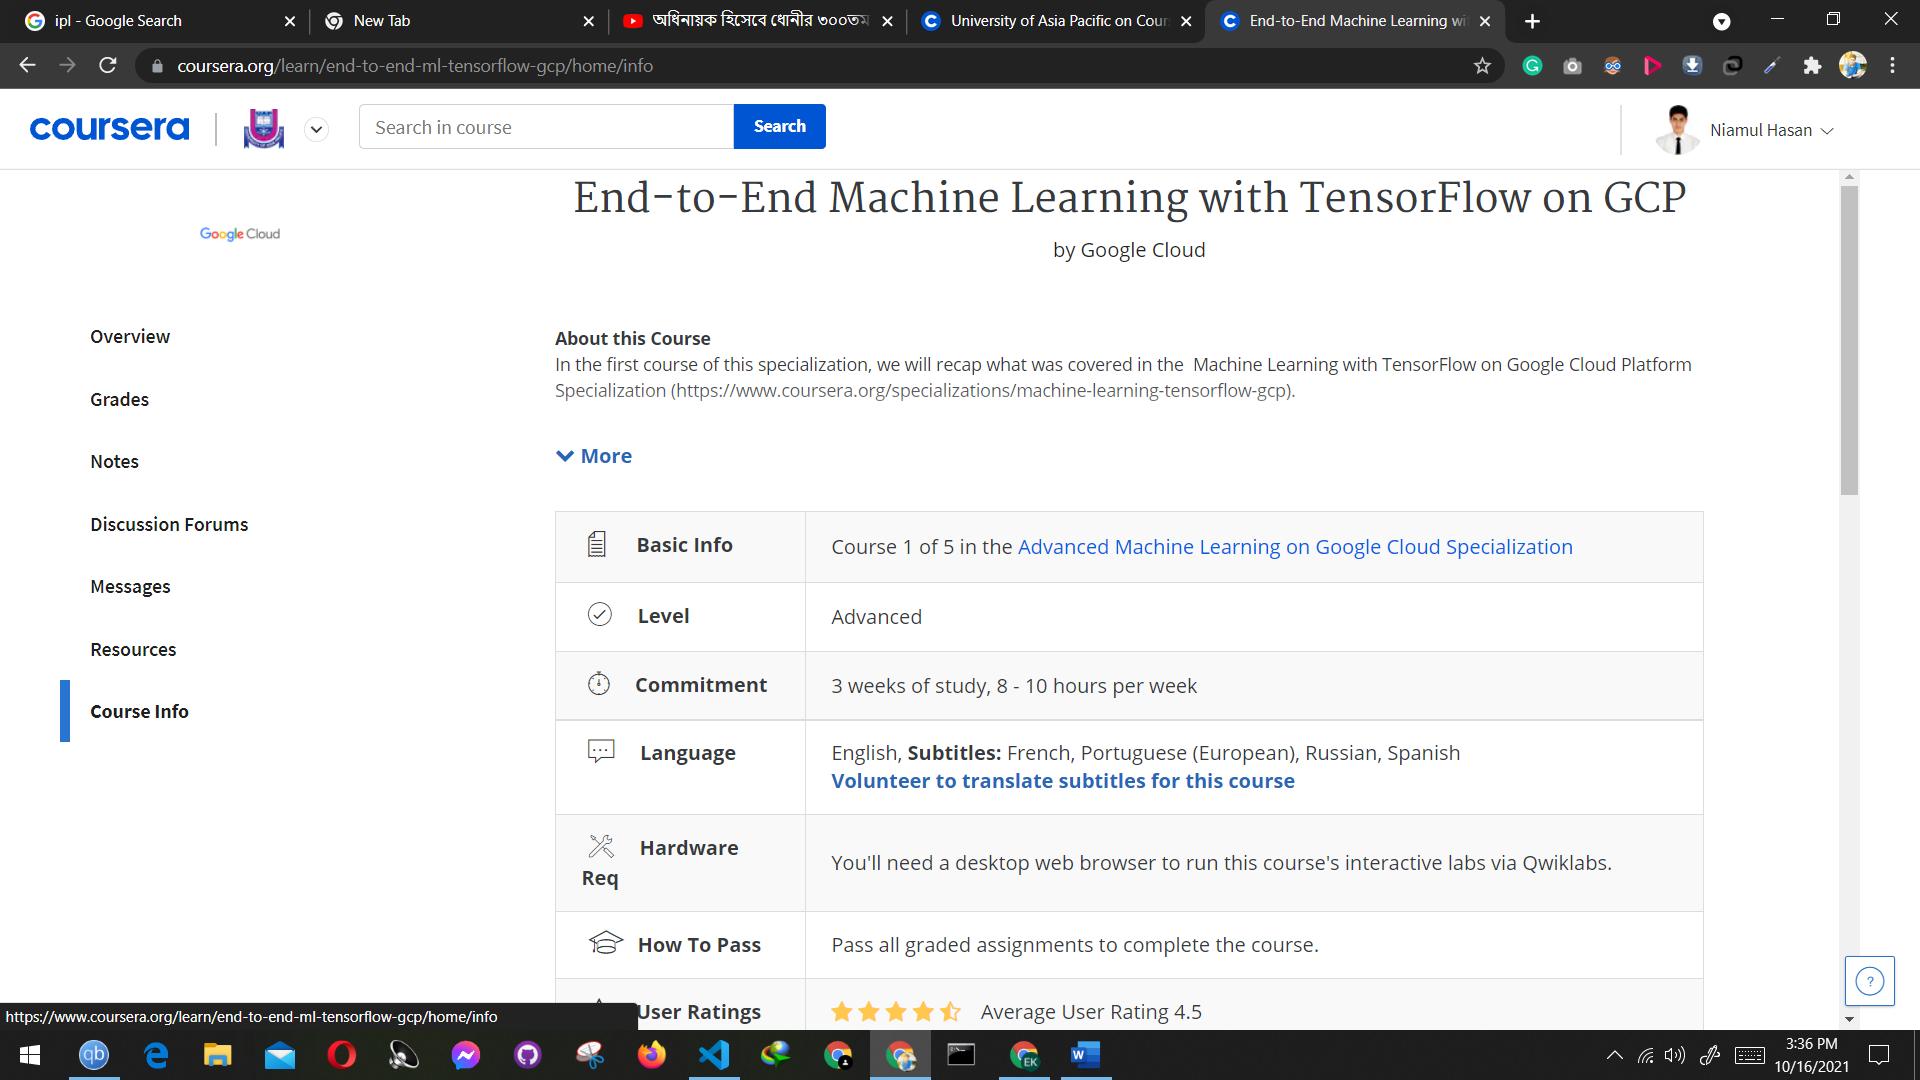 ipl - Google Search
New Tab
অধিনায়ক হিসেবে ধোনীর ৩০০তম
University of Asia Pacific on Cour
End-to-End Machine Learning wi
coursera.org/learn/end-to-end-ml-tensorflow-gcp/home/info
coursera
Search in course
Search
Niamul Hasan
End-to-End Machine Learning with TensorFlow on GCP
by Google Cloud
Google Cloud
Overview
Grades
Notes
Discussion Forums
Messages
Resources
Course Info
About this Course
In the first course of this specialization, we will recap what was covered in the Machine Learning with TensorFlow on Google Cloud Platform
Specialization (https://www.coursera.org/specializations/machine-learning-tensorflow-gcp).
More
Basic Info
Course 1 of 5 in the Advanced Machine Learning on Google Cloud Specialization
Level
Advanced
Commitment
3 weeks of study, 8 - 10 hours per week
Language
English, Subtitles: French, Portuguese (European), Russian, Spanish
Volunteer to translate subtitles for this course
Hardware
Req
You'll need a desktop web browser to run this course's interactive labs via Qwiklabs.
How To Pass
Pass all graded assignments to complete the course.
User Ratings
Average User Rating 4.5
?
https://www.coursera.org/learn/end-to-end-ml-tensorflow-gcp/home/info
qb
EK
W
3:36 PM
10/16/2021